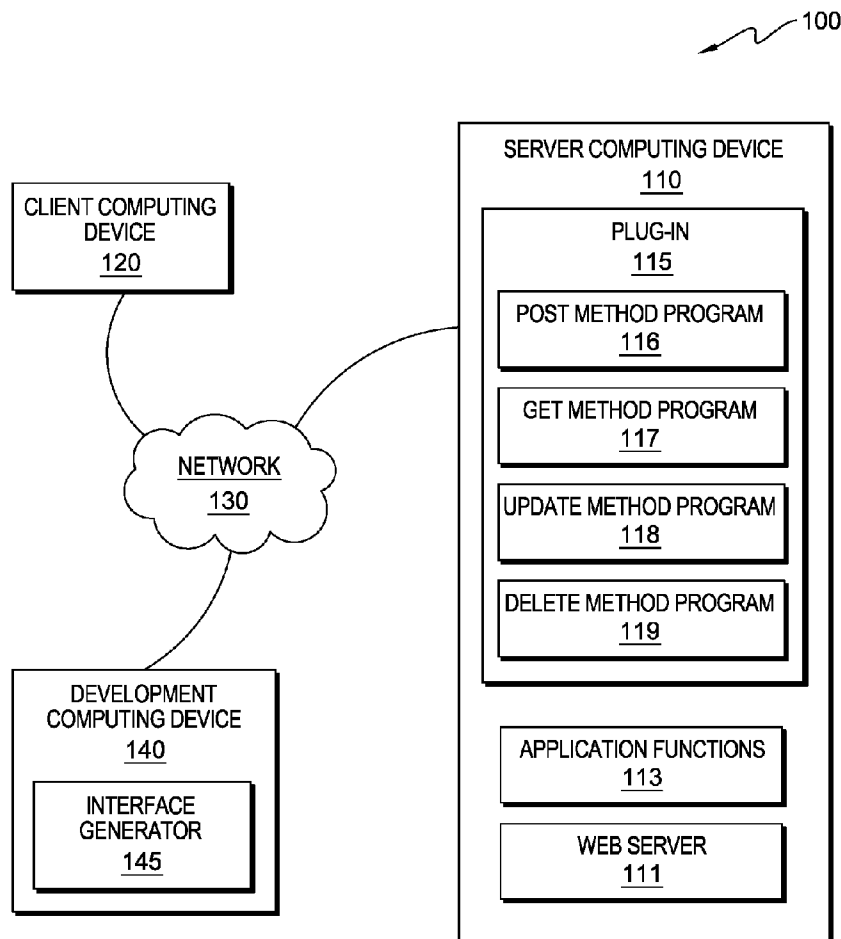 100
SERVER COMPUTING DEVICE
110
PLUG-IN
115
POST METHOD PROGRAM
116
GET METHOD PROGRAM
117
UPDATE METHOD PROGRAM
118
DELETE METHOD PROGRAM
119
APPLICATION FUNCTIONS
113
WEB SERVER
111
CLIENT COMPUTING
DEVICE
120
NETWORK
130
DEVELOPMENT
COMPUTING DEVICE
140
INTERFACE
GENERATOR
145